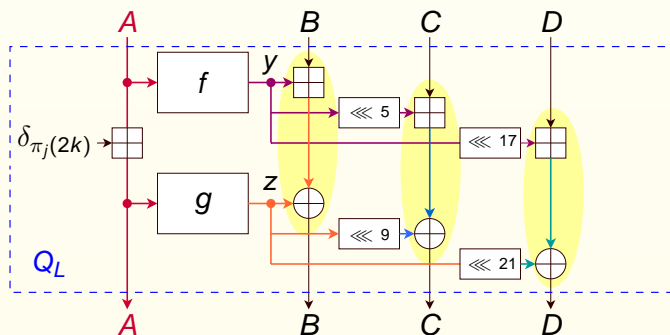 A B C D
f y
⋘ 5
δπj(2k) ⋘ 17
g z
⋘ 9
QL ⋘ 21
A B C D